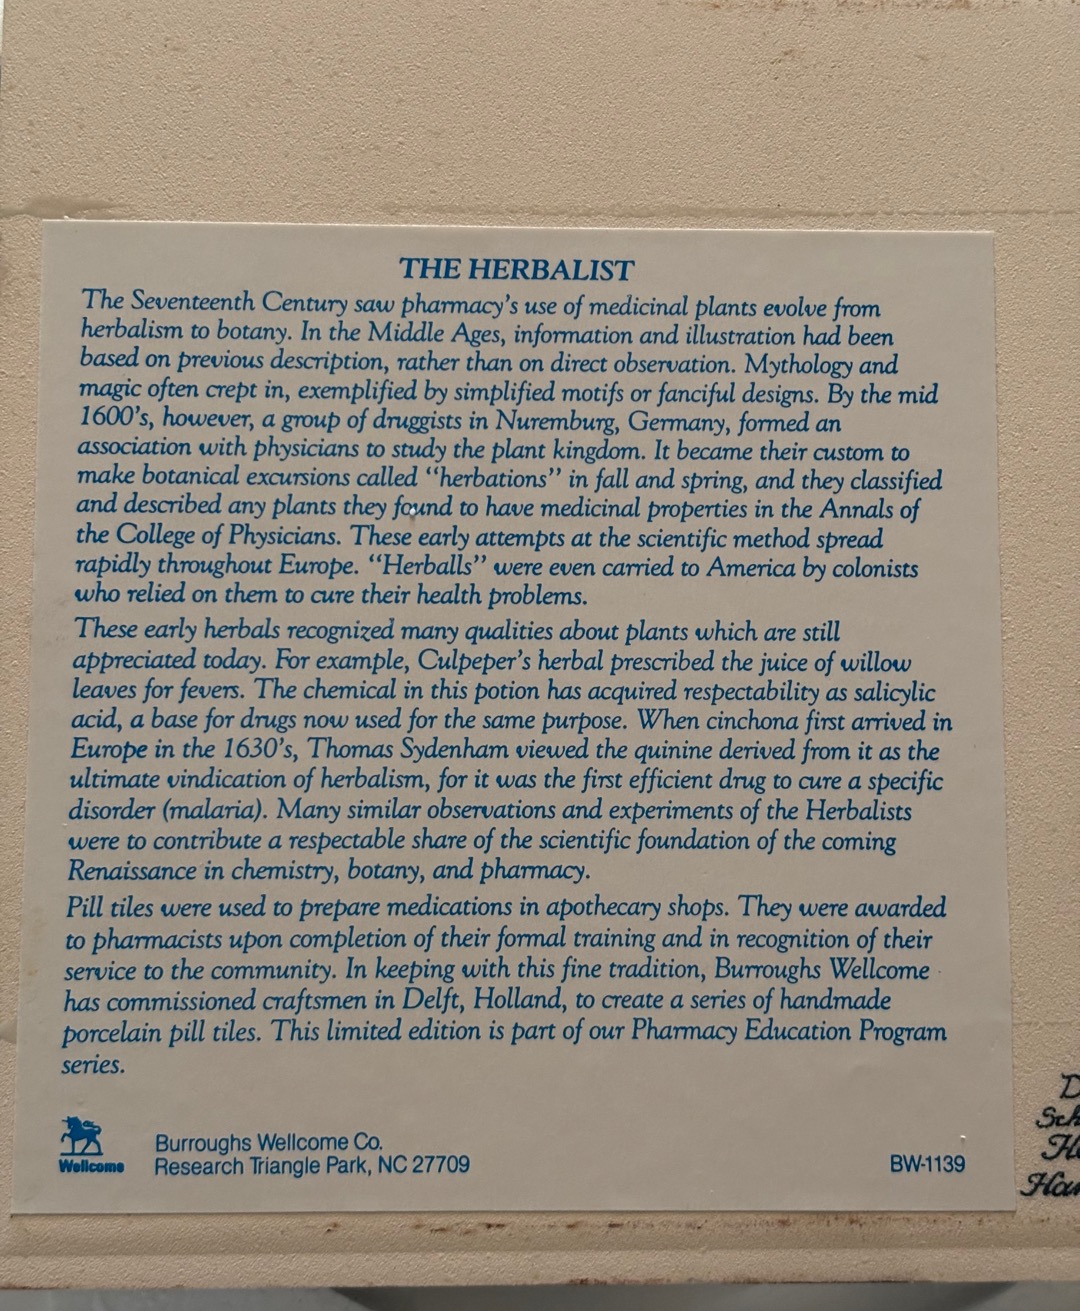 THE HERBALIST
The Seventeenth Century saw pharmacy's use of medicinal plants evolve from
herbalism to botany. In the Middle Ages, information and illustration had been
based on previous description, rather than on direct observation. Mythology and
magic often crept in, exemplified by simplified motifs or fanciful designs. By the mid
1600's, however, a group of druggists in Nuremburg, Germany, formed an
association with physicians to study the plant kingdom. It became their custom to
make botanical excursions called "herbations" in fall and spring, and they classified
and described any plants they found to have medicinal properties in the Annals of
the College of Physicians. These early attempts at the scientific method spread
rapidly throughout Europe. "Herballs" were even carried to America by colonists
who relied on them to cure their health problems.
These early herbals recognized many qualities about plants which are still
appreciated today. For example, Culpeper's herbal prescribed the juice of willow
leaves for fevers. The chemical in this potion has acquired respectability as salicylic
acid, a base for drugs now used for the same purpose. When cinchona first arrived in
Europe in the 1630's, Thomas Sydenham viewed the quinine derived from it as the
ultimate vindication of herbalism, for it was the first efficient drug to cure a specific
disorder (malaria). Many similar observations and experiments of the Herbalists
were to contribute a respectable share of the scientific foundation of the coming
Renaissance in chemistry, botany, and pharmacy.
Pill tiles were used to prepare medications in apothecary shops. They were awarded
to pharmacists upon completion of their formal training and in recognition of their
service to the community. In keeping with this fine tradition, Burroughs Wellcome
has commissioned craftsmen in Delft, Holland, to create a series of handmade
porcelain pill tiles. This limited edition is part of our Pharmacy Education Program
series.
Wellcome
Burroughs Wellcome Co.
Research Triangle Park, NC 27709
BW-1139